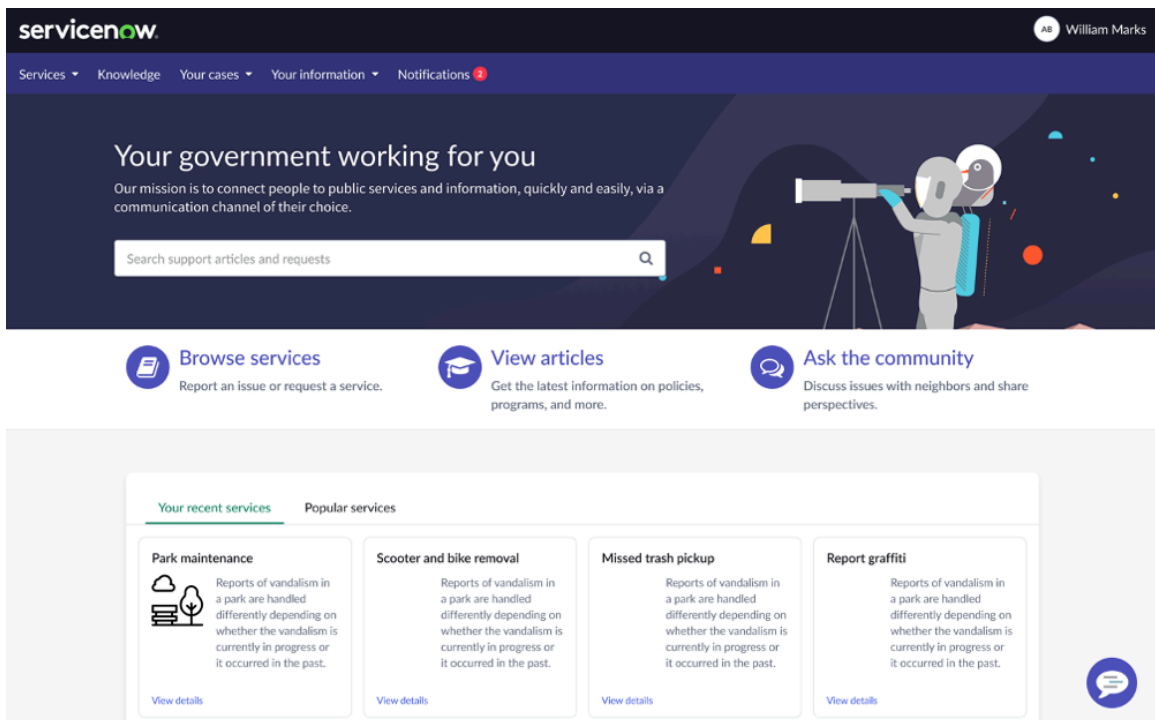 servicenow.
AB William Marks
Services Knowledge Your cases Your information Notifications 2
Your government working for you
Our mission is to connect people to public services and information, quickly and easily, via a
communication channel of their choice.
Search support articles and requests
Browse services
Report an issue or request a service.
View articles
Get the latest information on policies,
programs, and more.
Ask the community
Discuss issues with neighbors and share
perspectives.
Your recent services Popular services
Park maintenance
Reports of vandalism in
a park are handled
differently depending on
whether the vandalism is
currently in progress or
it occurred in the past.
View details
Scooter and bike removal
Reports of vandalism in
a park are handled
differently depending on
whether the vandalism is
currently in progress or
it occurred in the past.
View details
Missed trash pickup
Reports of vandalism in
a park are handled
differently depending on
whether the vandalism is
currently in progress or
it occurred in the past.
View details
Report graffiti
Reports of vandalism in
a park are handled
differently depending on
whether the vandalism is
currently in progress or
it occurred in the past.
View details